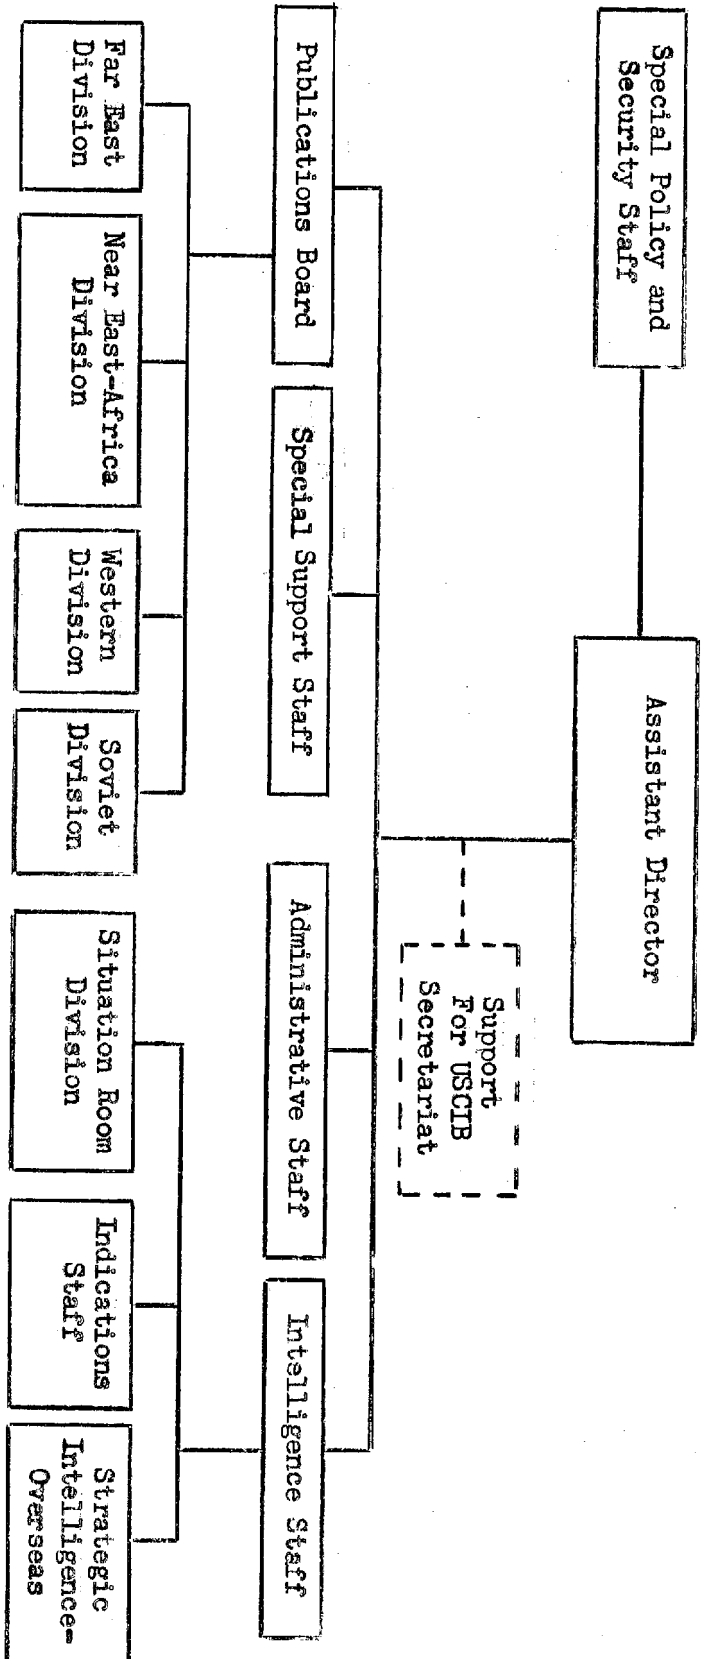 Special Policy and
Security Staff
Assistant Director
Support
For USCIB
Secretariat
Publications Board
Special Support Staff
Administrative Staff
Intelligence Staff
Far East
Division
Near East-Africa
Division
Western
Division
Soviet
Division
Situation Room
Division
Indications
Staff
Strategic
Intelligence-
Overseas